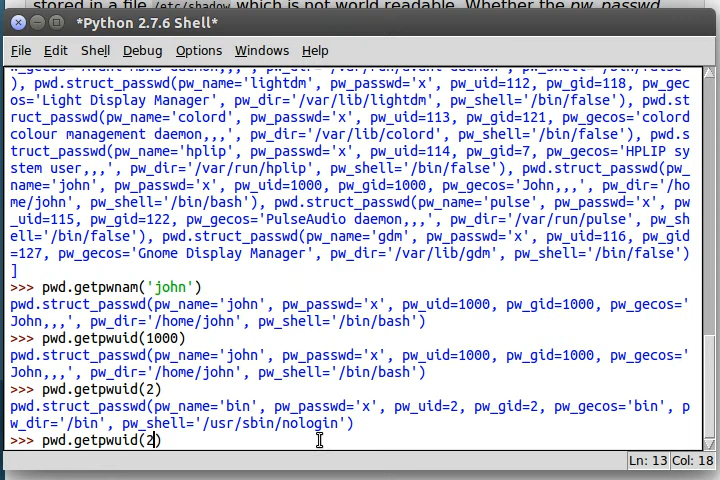 stored in a file /etc/shadow which is not world readable. Whether the pw_passwd
*Python 2.7.6 Shell*
File Edit Shell Debug Options Windows Help
), pwd.struct_passwd(pw_name='lightdm', pw_passwd='x', pw_uid=112, pw_gid=118, pw_gec
os='Light Display Manager', pw_dir='/var/lib/lightdm', pw_shell='/bin/false'), pwd.st
ruct_passwd(pw_name='colord', pw_passwd='x', pw_uid=113, pw_gid=121, pw_gecos='colord
colour management daemon,,,', pw_dir='/var/lib/colord', pw_shell='/bin/false'), pwd.s
truct_passwd(pw_name='hplip', pw_passwd='x', pw_uid=114, pw_gid=7, pw_gecos='HPLIP sy
stem user,,,', pw_dir='/var/run/hplip', pw_shell='/bin/false'), pwd.struct_passwd(pw_
name='john', pw_passwd='x', pw_uid=1000, pw_gid=1000, pw_gecos='John,,,', pw_dir='/ho
me/john', pw_shell='/bin/bash'), pwd.struct_passwd(pw_name='pulse', pw_passwd='x', pw
_uid=115, pw_gid=122, pw_gecos='PulseAudio daemon,,,', pw_dir='/var/run/pulse', pw_sh
ell='/bin/false'), pwd.struct_passwd(pw_name='gdm', pw_passwd='x', pw_uid=116, pw_gid
=127, pw_gecos='Gnome Display Manager', pw_dir='/var/lib/gdm', pw_shell='/bin/false')
]
>>> pwd.getpwnam('john')
pwd.struct_passwd(pw_name='john', pw_passwd='x', pw_uid=1000, pw_gid=1000, pw_gecos='
John,,,', pw_dir='/home/john', pw_shell='/bin/bash')
>>> pwd.getpwuid(1000)
pwd.struct_passwd(pw_name='john', pw_passwd='x', pw_uid=1000, pw_gid=1000, pw_gecos='
John,,,', pw_dir='/home/john', pw_shell='/bin/bash')
>>> pwd.getpwuid(2)
pwd.struct_passwd(pw_name='bin', pw_passwd='x', pw_uid=2, pw_gid=2, pw_gecos='bin', p
w_dir='/bin', pw_shell='/usr/sbin/nologin')
>>> pwd.getpwuid(2)
Ln: 13 Col: 18